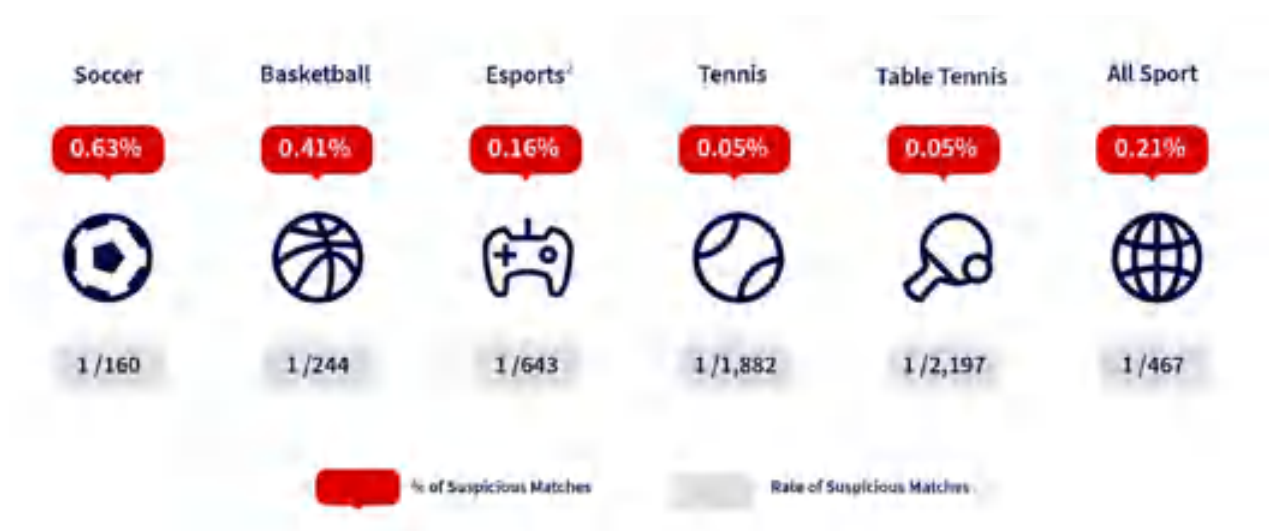 Soccer Basketball Esports² Tennis Table Tennis All Sport
0.63% 0.41% 0.16% 0.05% 0.05% 0.21%
1 /160 1 /244 1 /643 1 /1,882 1 /2,197 1 /467
% of Suspicious Matches Rate of Suspicious Matches